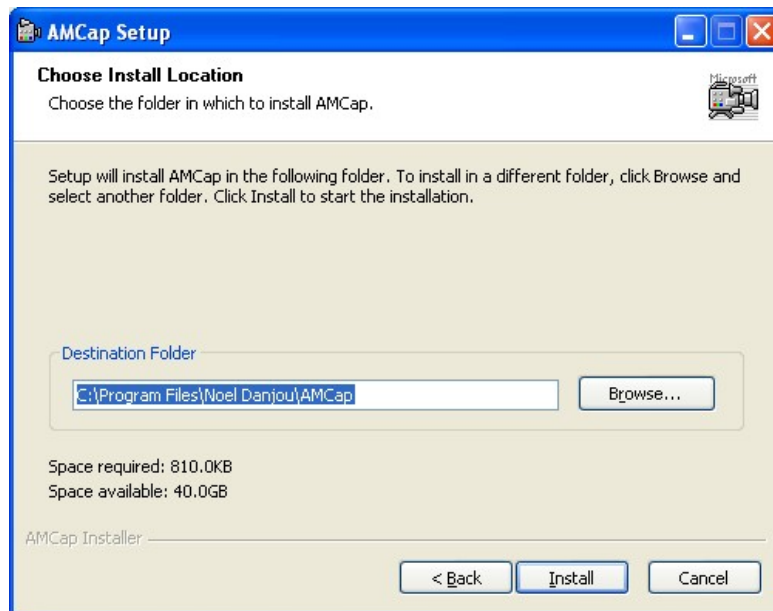 AMCap Setup
Choose Install Location
Choose the folder in which to install AMCap.
Microsoft
Setup will install AMCap in the following folder. To install in a different folder, click Browse and
select another folder. Click Install to start the installation.
Destination Folder
C:\Program Files\Noel Danjou\AMCap
Browse...
Space required: 810.0KB
Space available: 40.0GB
AMCap Installer
< Back
Install
Cancel